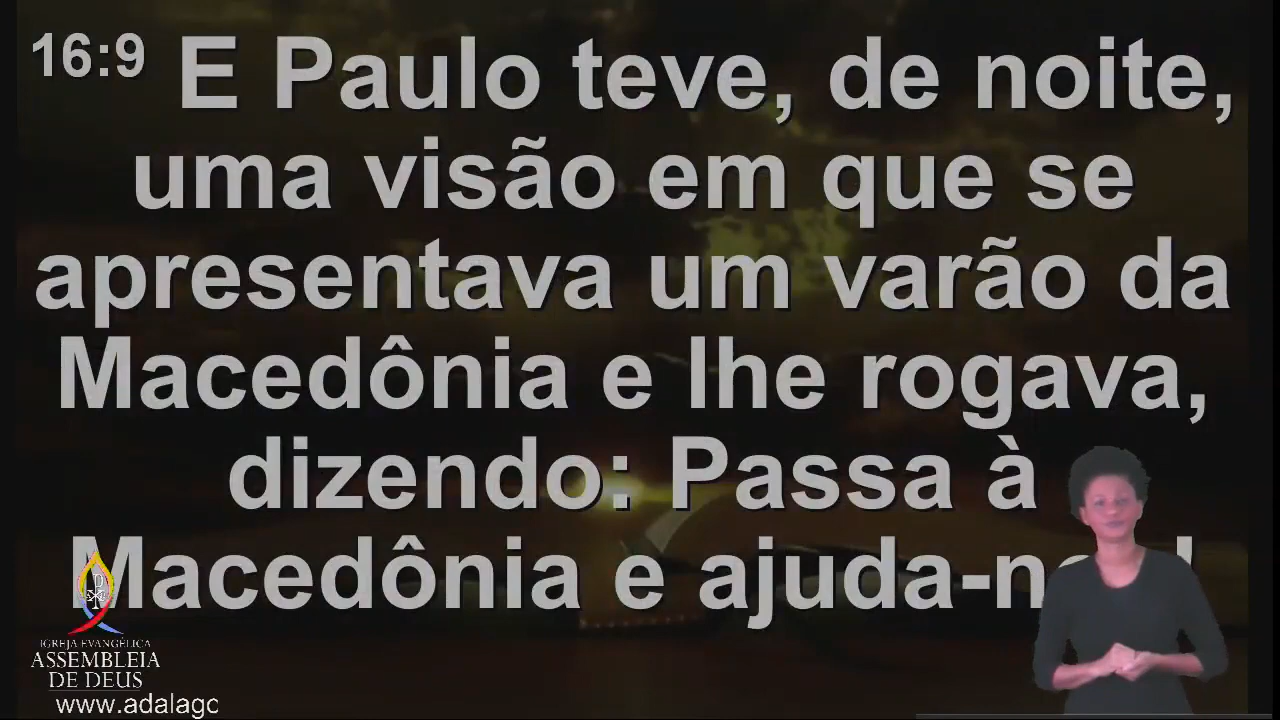 16:9 E Paulo teve, de noite,
uma visão em que se
apresentava um varão da
Macedônia e lhe rogava,
dizendo: Passa à
Macedônia e ajuda-n
IGREJA EVANGÉLICA
ASSEMBLEIA
DE DEUS
www.adalagc